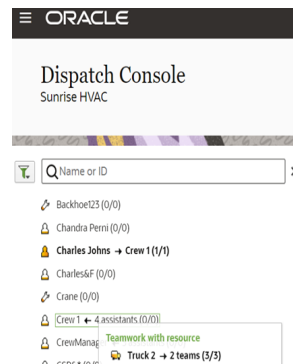 ORACLE
Dispatch Console
Sunrise HVAC
Name or ID
Backhoe123 (0/0)
Chandra Perni (0/0)
Charles Johns → Crew 1 (1/1)
Charles&F (0/0)
Crane (0/0)
Crew 1 ← 4 assistants (0/0)
CrewManag
Teamwork with resource
Truck 2 → 2 teams (3/3)